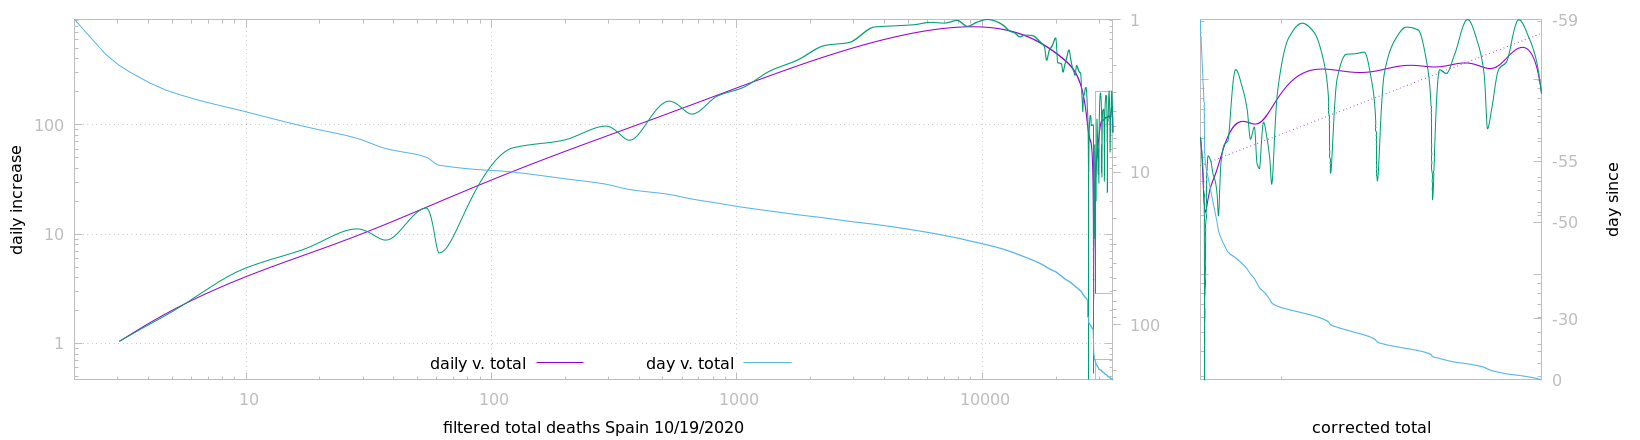 daily increase
100
10
1
10
100
1000
10000
1
10
100
daily v. total
day v. total
filtered total deaths Spain 10/19/2020
-59
-55
-50
-30
0
day since
corrected total